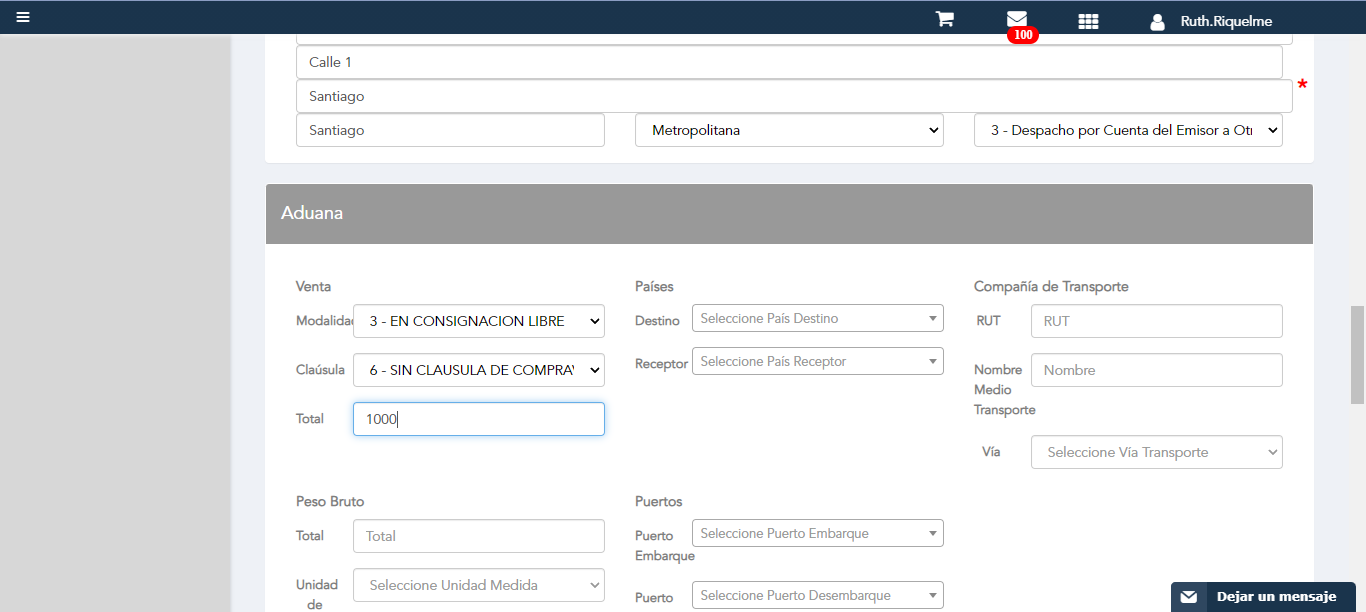 Ruth.Riquelme
100
Calle 1
Santiago
*
Santiago
Metropolitana
3 - Despacho por Cuenta del Emisor a Otr
Aduana
Venta
Países
Compañía de Transporte
Modalidad
3 - EN CONSIGNACION LIBRE
Destino
Seleccione País Destino
RUT
RUT
Receptor
Seleccione País Receptor
Claúsula
6 - SIN CLAUSULA DE COMPRAV
Nombre
Medio
Transporte
Nombre
Total
1000
Vía
Seleccione Vía Transporte
Peso Bruto
Puertos
Total
Total
Puerto
Embarque
Seleccione Puerto Embarque
Unidad
de
Seleccione Unidad Medida
Puerto
Seleccione Puerto Desembarque
Dejar un mensaje